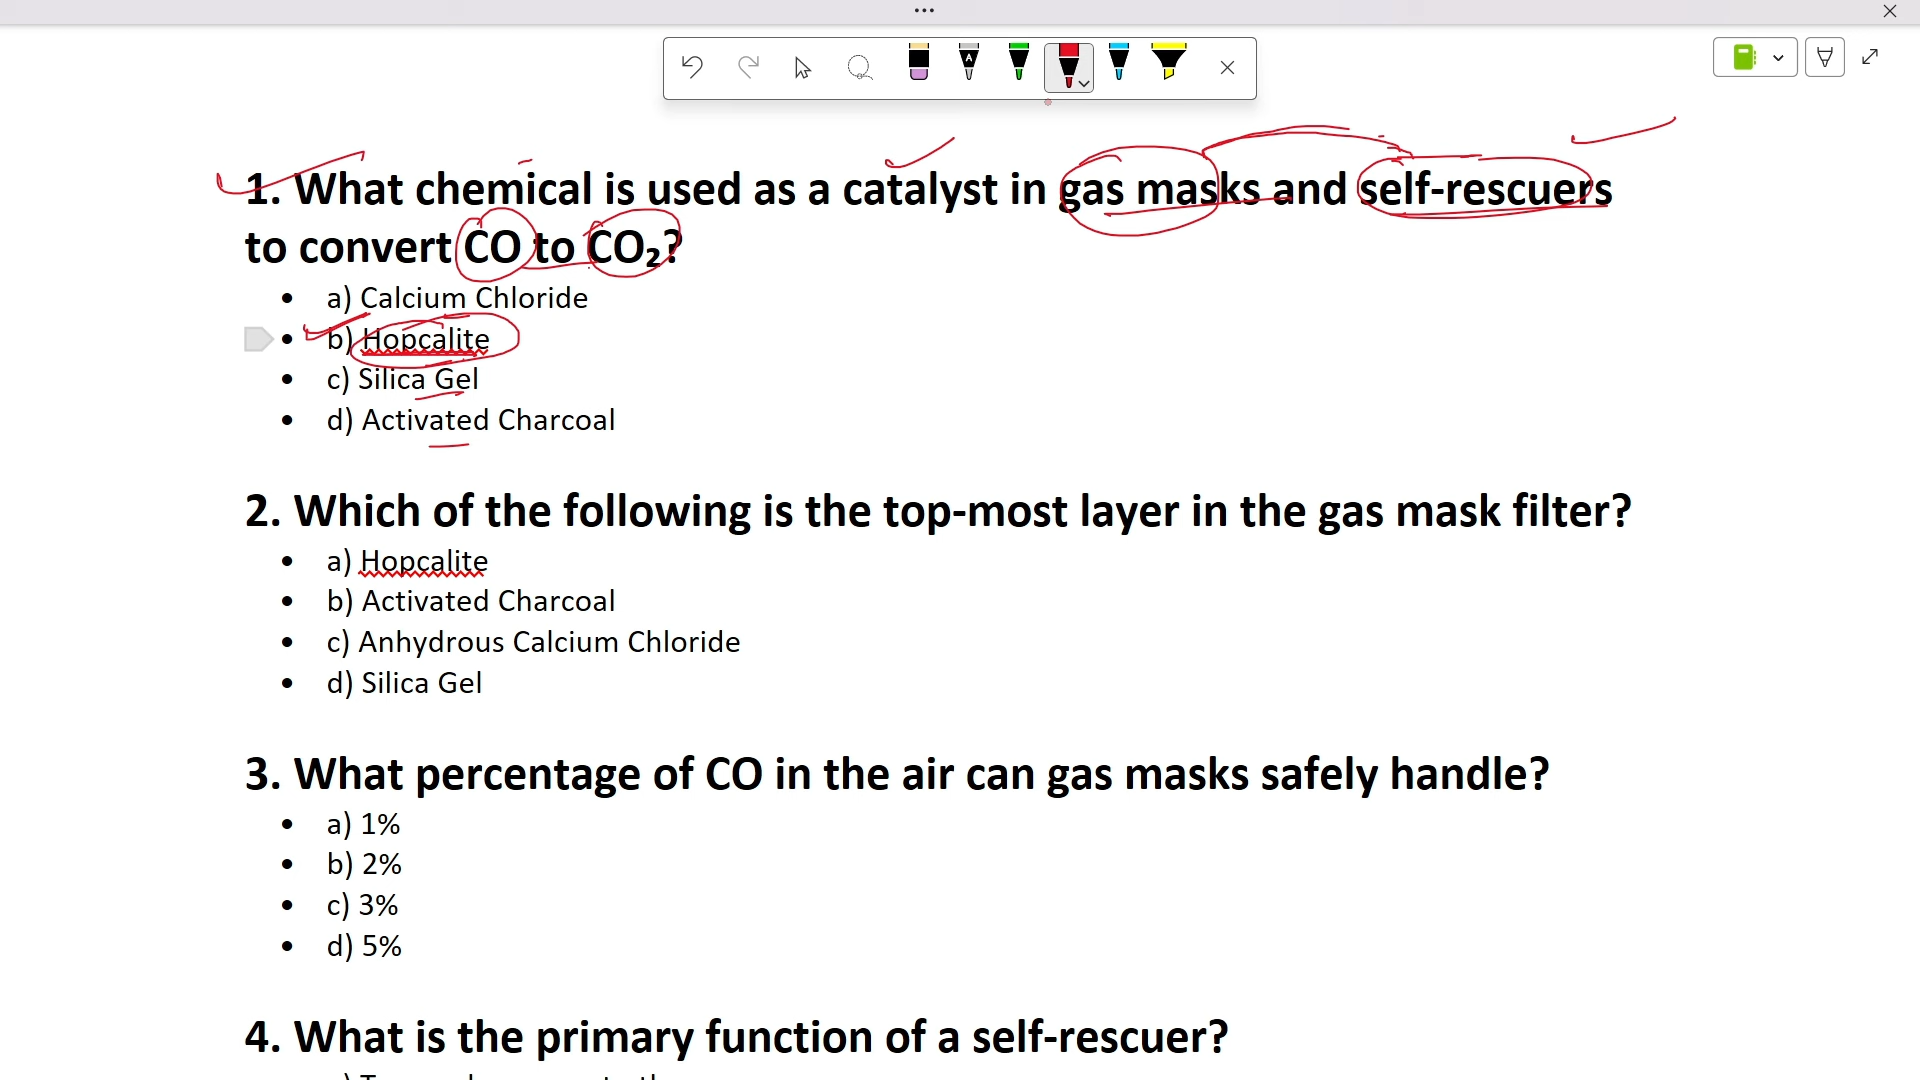 1. What chemical is used as a catalyst in gas masks and self-rescuers
to convert CO to CO₂?
• a) Calcium Chloride
• b) Hopcalite
• c) Silica Gel
• d) Activated Charcoal
2. Which of the following is the top-most layer in the gas mask filter?
• a) Hopcalite
• b) Activated Charcoal
• c) Anhydrous Calcium Chloride
• d) Silica Gel
3. What percentage of CO in the air can gas masks safely handle?
• a) 1%
• b) 2%
• c) 3%
• d) 5%
4. What is the primary function of a self-rescuer?